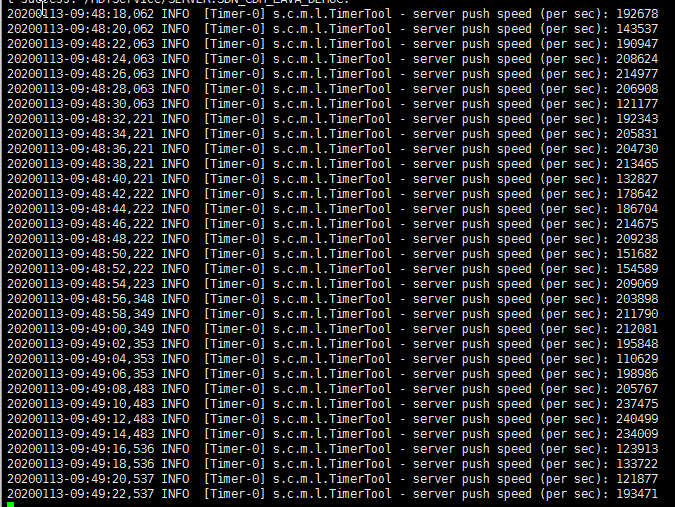 20200113-09:48:18,062 INFO  [Timer-0] s.c.m.l.TimerTool - server push speed (per sec): 192678
20200113-09:48:20,062 INFO  [Timer-0] s.c.m.l.TimerTool - server push speed (per sec): 143537
20200113-09:48:22,063 INFO  [Timer-0] s.c.m.l.TimerTool - server push speed (per sec): 190947
20200113-09:48:24,063 INFO  [Timer-0] s.c.m.l.TimerTool - server push speed (per sec): 208624
20200113-09:48:26,063 INFO  [Timer-0] s.c.m.l.TimerTool - server push speed (per sec): 214977
20200113-09:48:28,063 INFO  [Timer-0] s.c.m.l.TimerTool - server push speed (per sec): 206908
20200113-09:48:30,063 INFO  [Timer-0] s.c.m.l.TimerTool - server push speed (per sec): 121177
20200113-09:48:32,221 INFO  [Timer-0] s.c.m.l.TimerTool - server push speed (per sec): 192343
20200113-09:48:34,221 INFO  [Timer-0] s.c.m.l.TimerTool - server push speed (per sec): 205831
20200113-09:48:36,221 INFO  [Timer-0] s.c.m.l.TimerTool - server push speed (per sec): 204730
20200113-09:48:38,221 INFO  [Timer-0] s.c.m.l.TimerTool - server push speed (per sec): 213465
20200113-09:48:40,221 INFO  [Timer-0] s.c.m.l.TimerTool - server push speed (per sec): 132827
20200113-09:48:42,222 INFO  [Timer-0] s.c.m.l.TimerTool - server push speed (per sec): 178642
20200113-09:48:44,222 INFO  [Timer-0] s.c.m.l.TimerTool - server push speed (per sec): 186704
20200113-09:48:46,222 INFO  [Timer-0] s.c.m.l.TimerTool - server push speed (per sec): 214675
20200113-09:48:48,222 INFO  [Timer-0] s.c.m.l.TimerTool - server push speed (per sec): 209238
20200113-09:48:50,222 INFO  [Timer-0] s.c.m.l.TimerTool - server push speed (per sec): 151682
20200113-09:48:52,222 INFO  [Timer-0] s.c.m.l.TimerTool - server push speed (per sec): 154589
20200113-09:48:54,223 INFO  [Timer-0] s.c.m.l.TimerTool - server push speed (per sec): 209069
20200113-09:48:56,348 INFO  [Timer-0] s.c.m.l.TimerTool - server push speed (per sec): 203898
20200113-09:48:58,349 INFO  [Timer-0] s.c.m.l.TimerTool - server push speed (per sec): 211790
20200113-09:49:00,349 INFO  [Timer-0] s.c.m.l.TimerTool - server push speed (per sec): 212081
20200113-09:49:02,353 INFO  [Timer-0] s.c.m.l.TimerTool - server push speed (per sec): 195848
20200113-09:49:04,353 INFO  [Timer-0] s.c.m.l.TimerTool - server push speed (per sec): 110629
20200113-09:49:06,353 INFO  [Timer-0] s.c.m.l.TimerTool - server push speed (per sec): 198986
20200113-09:49:08,483 INFO  [Timer-0] s.c.m.l.TimerTool - server push speed (per sec): 205767
20200113-09:49:10,483 INFO  [Timer-0] s.c.m.l.TimerTool - server push speed (per sec): 237475
20200113-09:49:12,483 INFO  [Timer-0] s.c.m.l.TimerTool - server push speed (per sec): 240499
20200113-09:49:14,483 INFO  [Timer-0] s.c.m.l.TimerTool - server push speed (per sec): 234009
20200113-09:49:16,536 INFO  [Timer-0] s.c.m.l.TimerTool - server push speed (per sec): 123913
20200113-09:49:18,536 INFO  [Timer-0] s.c.m.l.TimerTool - server push speed (per sec): 133722
20200113-09:49:20,537 INFO  [Timer-0] s.c.m.l.TimerTool - server push speed (per sec): 121877
20200113-09:49:22,537 INFO  [Timer-0] s.c.m.l.TimerTool - server push speed (per sec): 193471